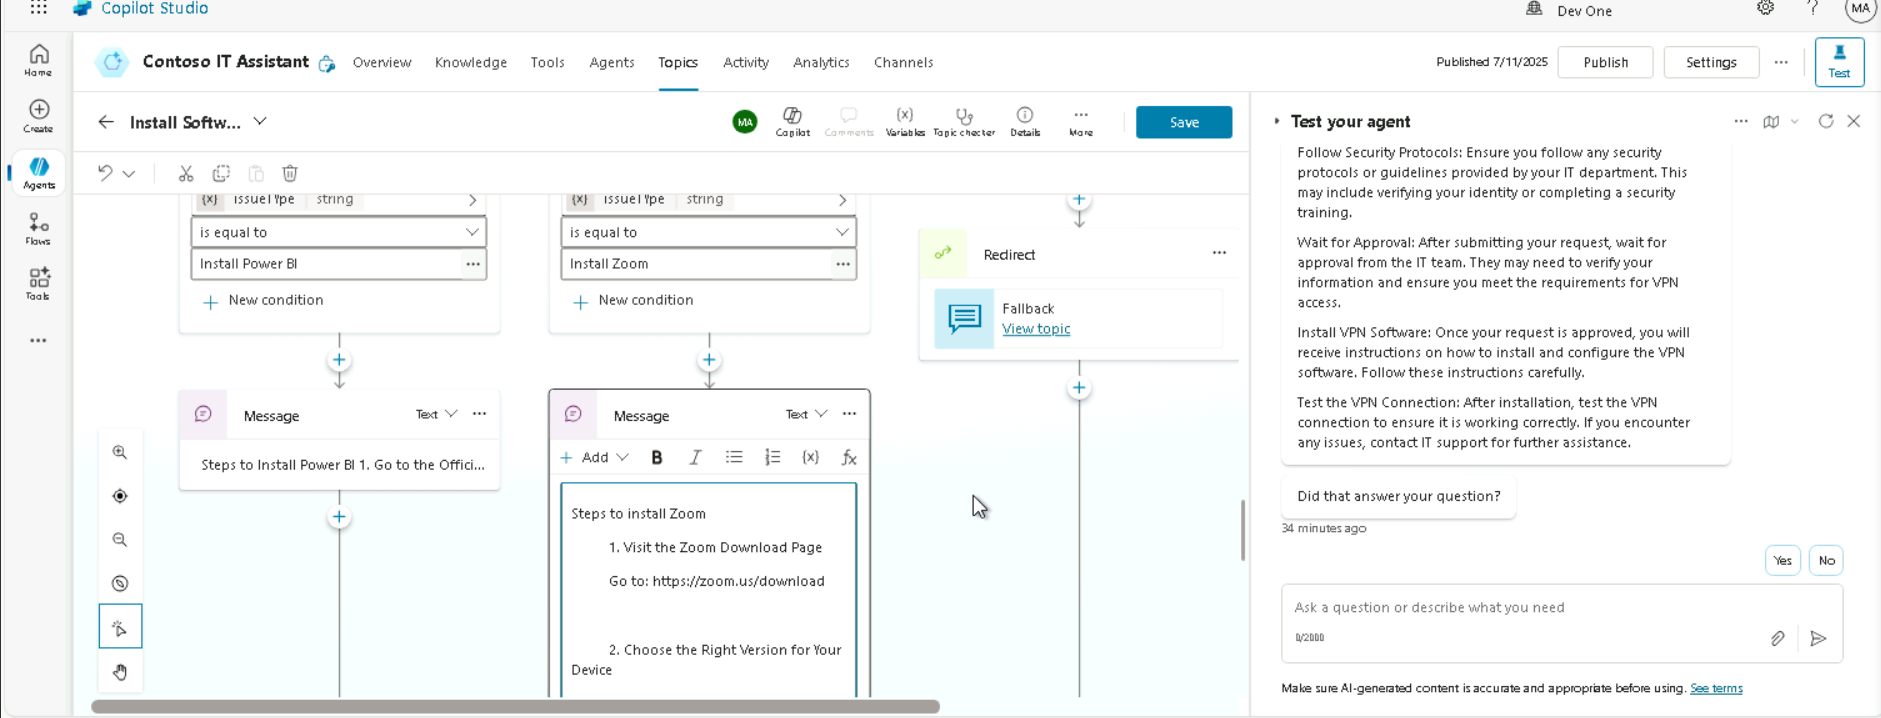 Copilot Studio
Dev One
MA
Home
Create
Agents
Flows
Tools
Contoso IT Assistant
Overview
Knowledge
Tools
Agents
Topics
Activity
Analytics
Channels
Published 7/11/2025
Publish
Settings
Test
Install Softw...
MA
Copilot
Comments
Variables
Topic checker
Details
More
Save
{x} issueType string
is equal to
Install Power BI
New condition
Message
Text
Steps to Install Power BI 1. Go to the Offici...
{x} issueType string
is equal to
Install Zoom
New condition
Message
Text
Add
B
I
{x}
fx
Steps to install Zoom
1. Visit the Zoom Download Page
Go to: https://zoom.us/download
2. Choose the Right Version for Your
Device
Redirect
Fallback
View topic
Test your agent
Follow Security Protocols: Ensure you follow any security
protocols or guidelines provided by your IT department. This
may include verifying your identity or completing a security
training.
Wait for Approval: After submitting your request, wait for
approval from the IT team. They may need to verify your
information and ensure you meet the requirements for VPN
access.
Install VPN Software: Once your request is approved, you will
receive instructions on how to install and configure the VPN
software. Follow these instructions carefully.
Test the VPN Connection: After installation, test the VPN
connection to ensure it is working correctly. If you encounter
any issues, contact IT support for further assistance.
Did that answer your question?
34 minutes ago
Yes
No
Ask a question or describe what you need
0/2000
Make sure AI-generated content is accurate and appropriate before using. See terms